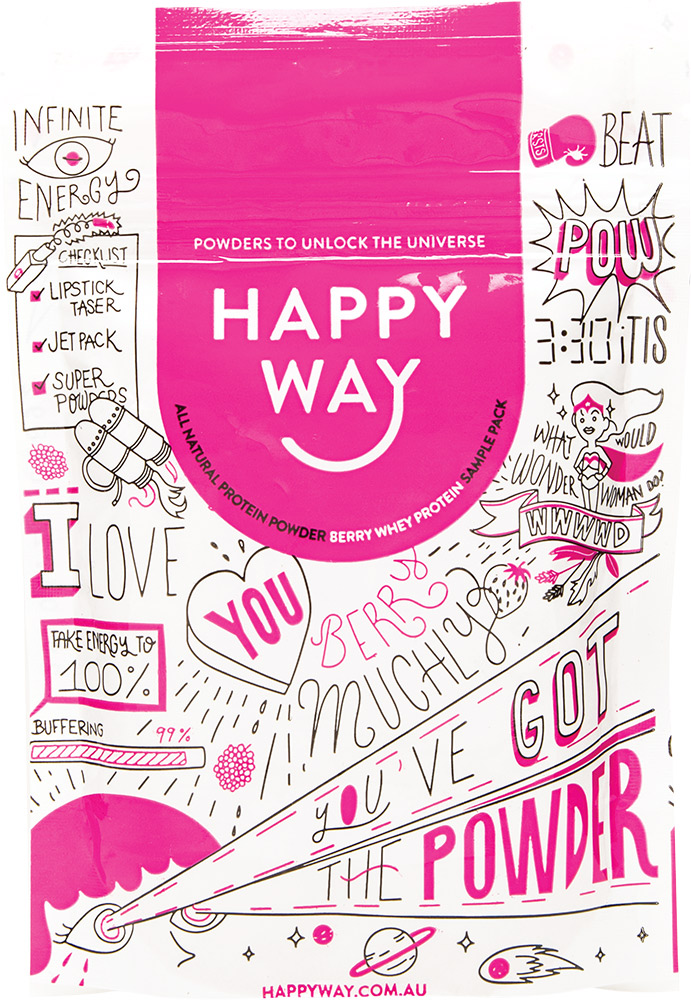 POWDERS TO UNLOCK THE UNIVERSE
HAPPY
WAY
ALL NATURAL PROTEIN POWDER BERRY WHEY PROTEIN SAMPLE PACK
INFINITE
ENERGY
CHECKLIST
LIPSTICK
TASER
JET PACK
SUPER
POWDERS
I LOVE
YOU
BERRY
MUCHLY
TAKE ENERGY TO
100%
BUFFERING 99%
BEAT
POW
3:30 iTIS
WHAT WOULD
WONDER WOMAN DO?
WWWWD
YOU'VE GOT
THE POWDER
HAPPYWAY.COM.AU